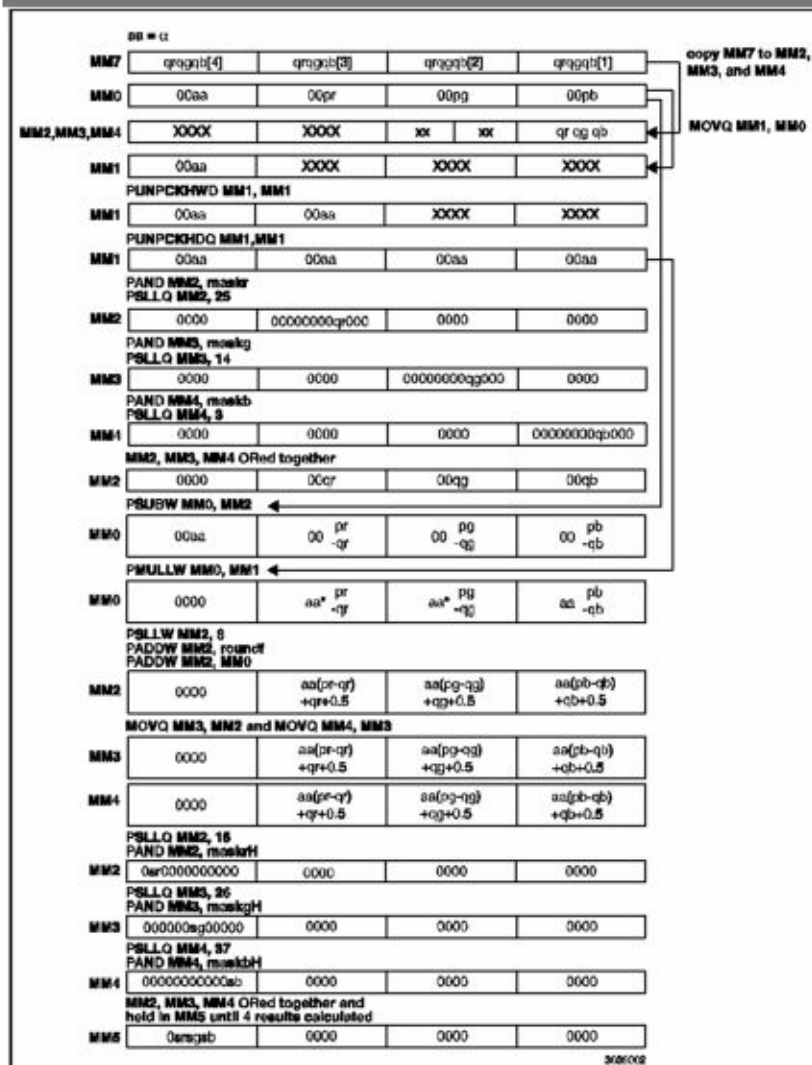 aa = α
MM7 qrqgqb[4] qrqgqb[3] qrqgqb[2] qrqgqb[1]
copy MM7 to MM2,
MM3, and MM4
MM0 00aa 00pr 00pg 00pb
MM2,MM3,MM4 XXXX XXXX xx xx qr qg qb
MOVQ MM1, MM0
MM1 00aa XXXX XXXX XXXX
PUNPCKHWD MM1, MM1
MM1 00aa 00aa XXXX XXXX
PUNPCKHDQ MM1,MM1
MM1 00aa 00aa 00aa 00aa
PAND MM2, maskr
PSLLQ MM2, 25
MM2 0000 00000000qr000 0000 0000
PAND MM3, maskg
PSLLQ MM3, 14
MM3 0000 0000 00000000qg000 0000
PAND MM4, maskb
PSLLQ MM4, 3
MM4 0000 0000 0000 00000000qb000
MM2, MM3, MM4 ORed together
MM2 0000 00qr 00qg 00qb
PSUBW MM0, MM2
MM0 00aa 00 pr -qr 00 pg -qg 00 pb -qb
PMULLW MM0, MM1
MM0 0000 aa* pr -qr aa* pg -qg aa pb -qb
PSLLW MM2, 8
PADDW MM2, roundf
PADDW MM2, MM0
MM2 0000 aa(pr-qr) +qr+0.5 aa(pg-qg) +qg+0.5 aa(pb-qb) +qb+0.5
MOVQ MM3, MM2 and MOVQ MM4, MM3
MM3 0000 aa(pr-qr) +qr+0.5 aa(pg-qg) +qg+0.5 aa(pb-qb) +qb+0.5
MM4 0000 aa(pr-qr) +qr+0.5 aa(pg-qg) +qg+0.5 aa(pb-qb) +qb+0.5
PSLLQ MM2, 16
PAND MM2, maskrH
MM2 0sr0000000000 0000 0000 0000
PSLLQ MM3, 26
PAND MM3, maskgH
MM3 000000sg00000 0000 0000 0000
PSLLQ MM4, 37
PAND MM4, maskbH
MM4 00000000000sb 0000 0000 0000
MM2, MM3, MM4 ORed together and
held in MM5 until 4 results calculated
MM5 0srsgsb 0000 0000 0000